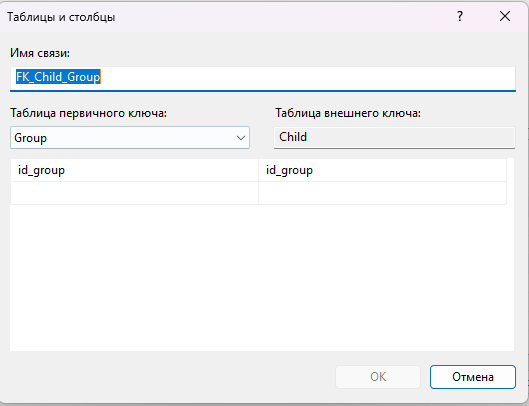 Таблицы и столбцы
?
Имя связи:
FK_Child_Group
Таблица первичного ключа:
Таблица внешнего ключа:
Group
Child
id_group
id_group
OK
Отмена